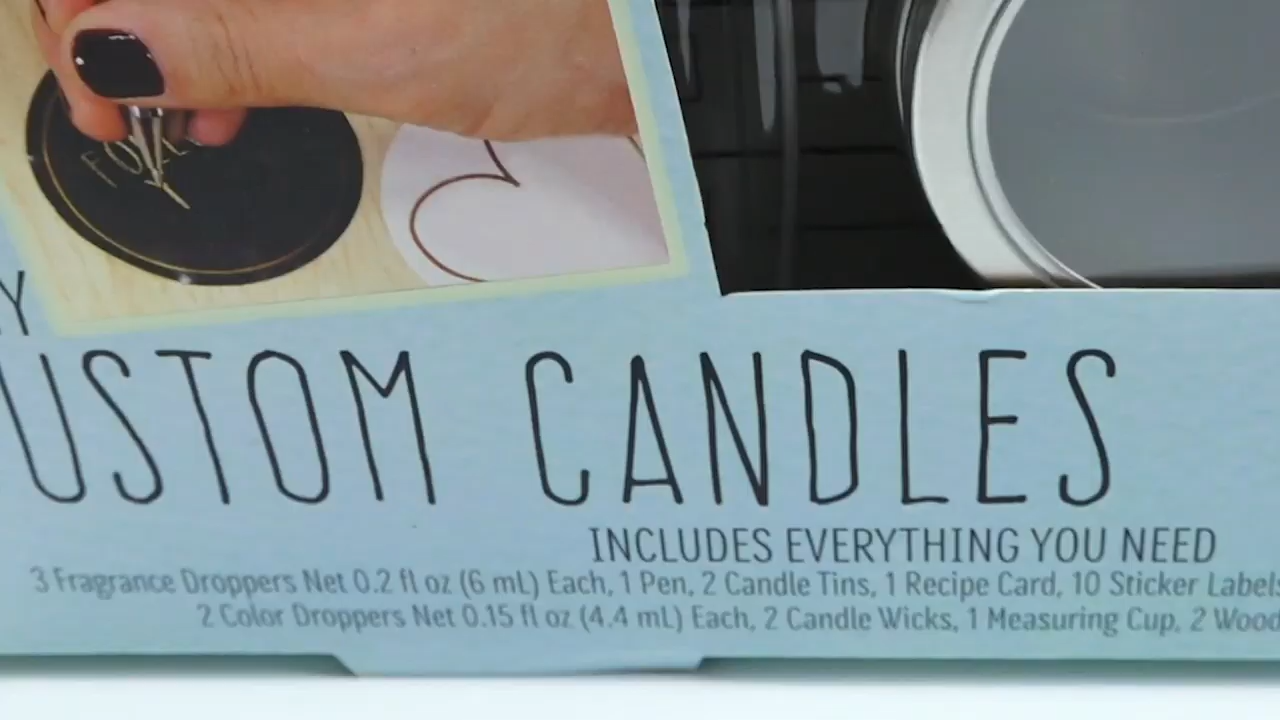 USTOM CANDLES
INCLUDES EVERYTHING YOU NEED
3 Fragrance Droppers Net 0.2 fl oz (6 mL) Each, 1 Pen, 2 Candle Tins, 1 Recipe Card, 10 Sticker Labels
2 Color Droppers Net 0.15 fl oz (4.4 mL) Each, 2 Candle Wicks, 1 Measuring Cup, 2 Wood